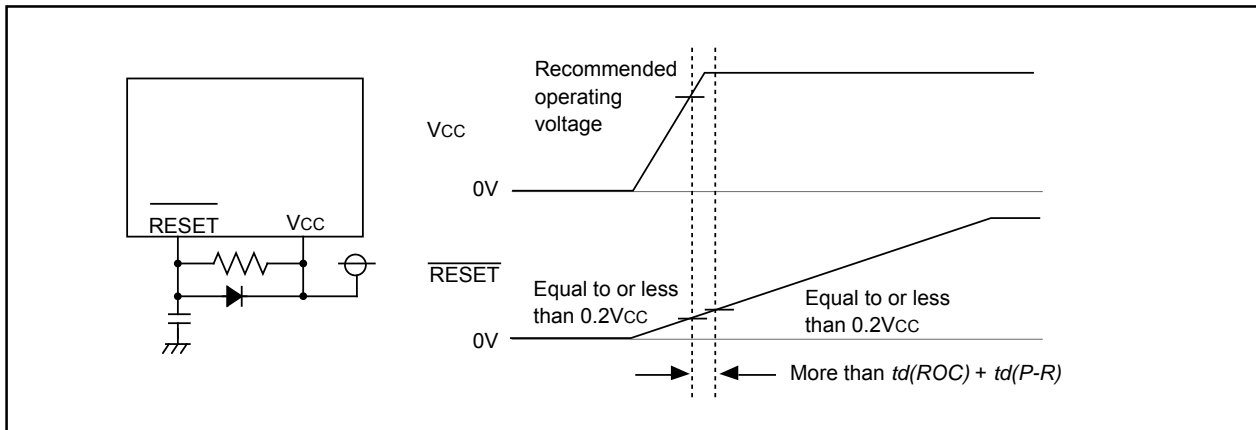 RESET
VCC
VCC
Recommended
operating
voltage
0V
RESET
Equal to or less
than 0.2VCC
Equal to or less
than 0.2VCC
0V
More than td(ROC) + td(P-R)